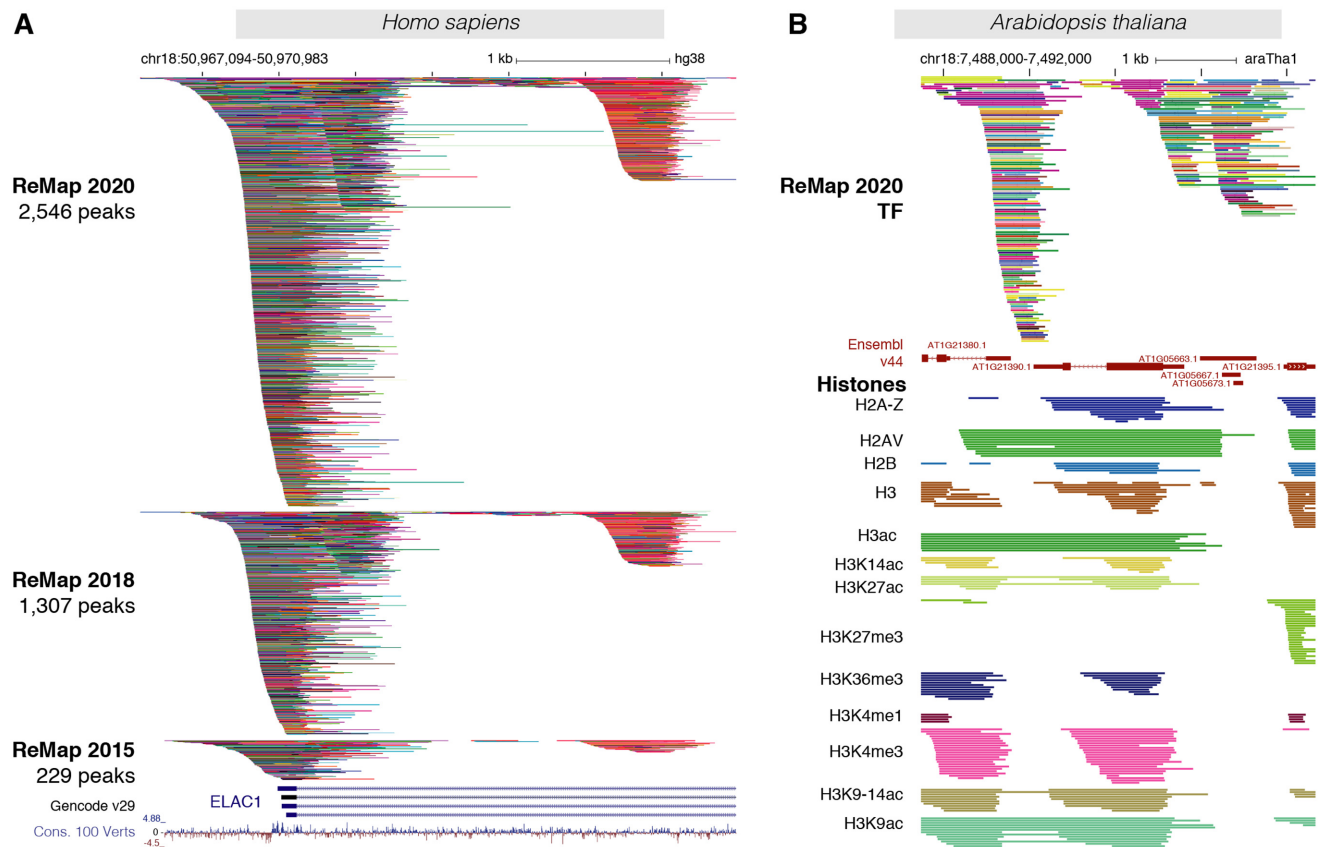 A
Homo sapiens
chr18:50,967,094-50,970,983
1 kb
hg38
ReMap 2020
2,546 peaks
ReMap 2018
1,307 peaks
ReMap 2015
229 peaks
Gencode v29
ELAC1
4.88_
Cons. 100 Verts
0
-4.5_
B
Arabidopsis thaliana
chr18:7,488,000-7,492,000
1 kb
araTha1
ReMap 2020
TF
Ensembl
v44
AT1G21380.1
AT1G21390.1
AT1G05663.1
AT1G05667.1
AT1G05673.1
AT1G21395.1
Histones
H2A-Z
H2AV
H2B
H3
H3ac
H3K14ac
H3K27ac
H3K27me3
H3K36me3
H3K4me1
H3K4me3
H3K9-14ac
H3K9ac